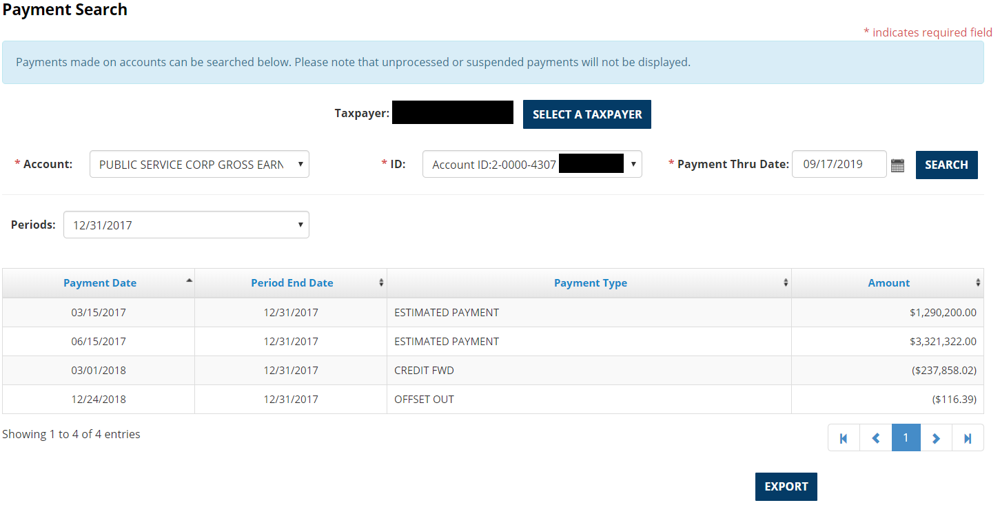 Payment Search
* indicates required field
Payments made on accounts can be searched below. Please note that unprocessed or suspended payments will not be displayed.
Taxpayer: SELECT A TAXPAYER
* Account: PUBLIC SERVICE CORP GROSS EARN * ID: Account ID:2-0000-4307 * Payment Thru Date: 09/17/2019 SEARCH
Periods: 12/31/2017
Payment Date Period End Date Payment Type Amount
03/15/2017 12/31/2017 ESTIMATED PAYMENT $1,290,200.00
06/15/2017 12/31/2017 ESTIMATED PAYMENT $3,321,322.00
03/01/2018 12/31/2017 CREDIT FWD ($237,858.02)
12/24/2018 12/31/2017 OFFSET OUT ($116.39)
Showing 1 to 4 of 4 entries
1
EXPORT